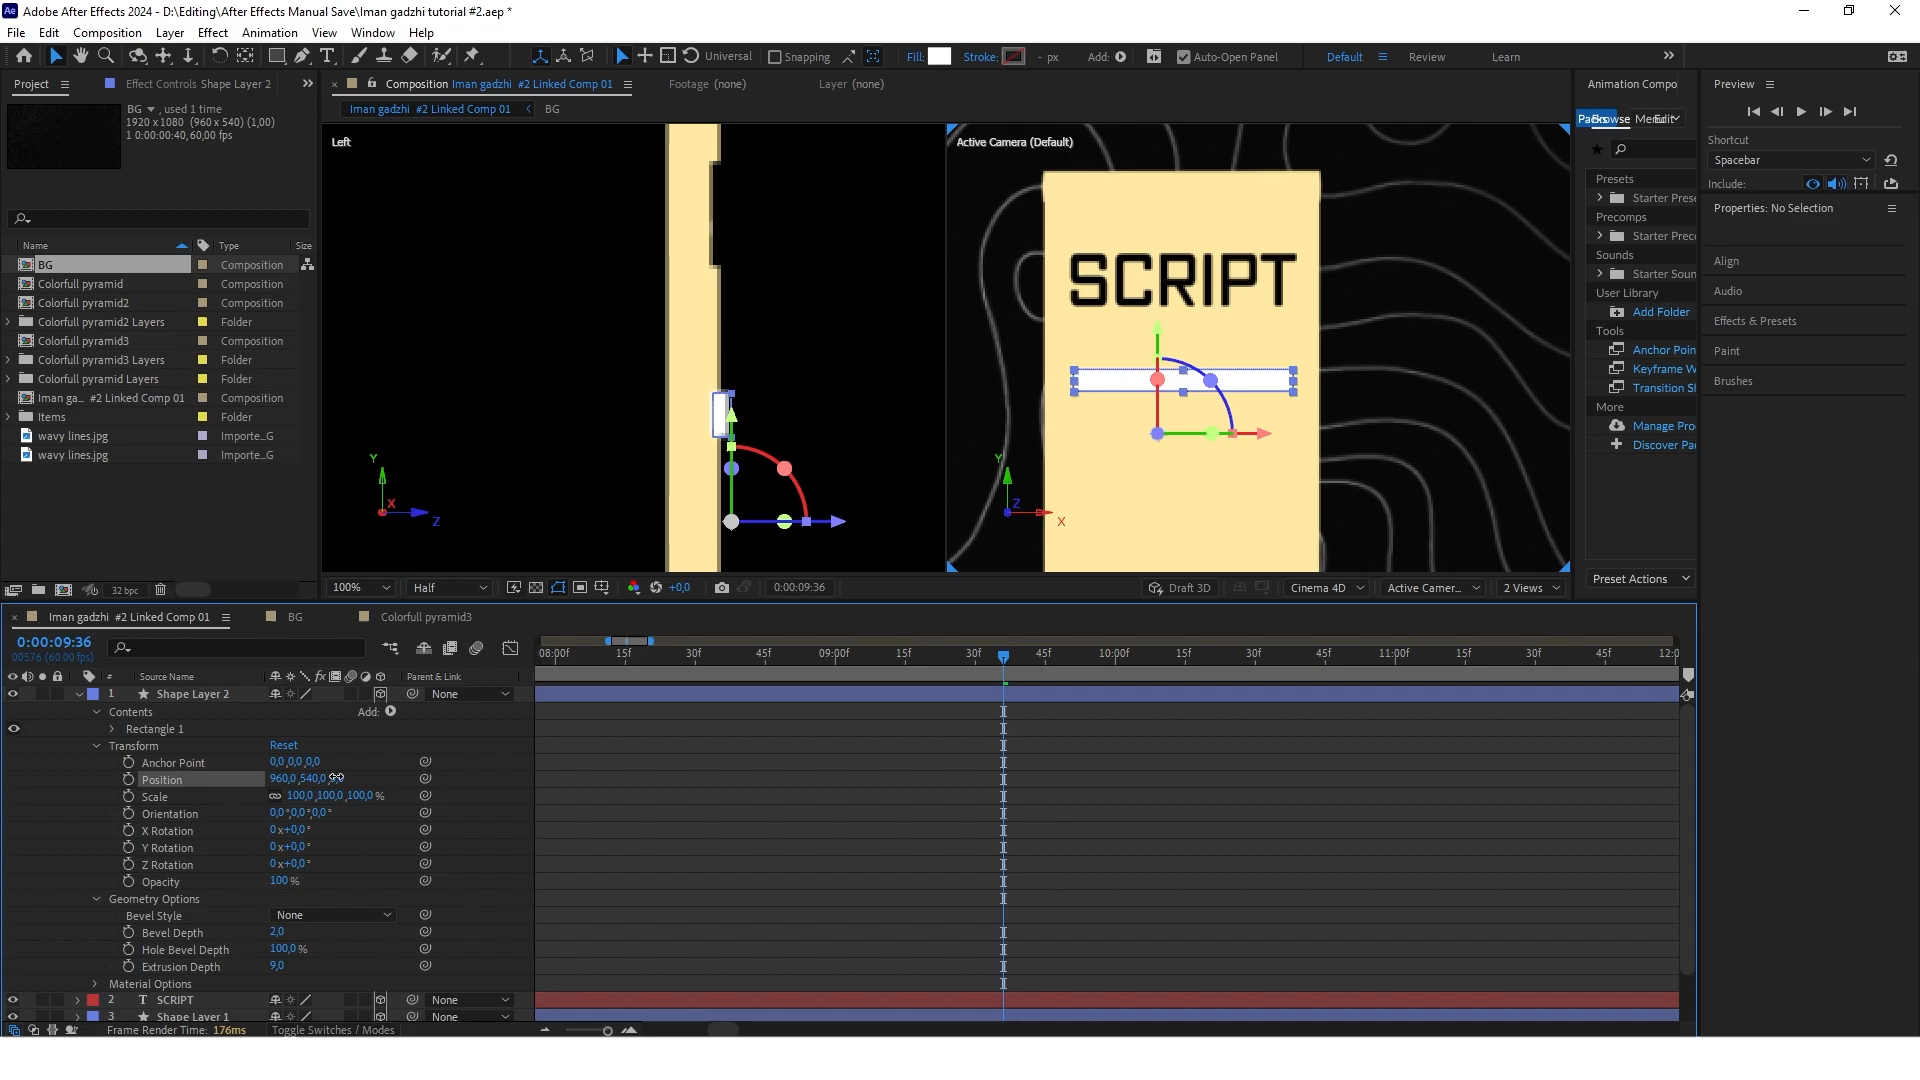 Adobe After Effects 2024 - D:\Editing\After Effects Manual Save\Iman gadzhi tutorial #2.aep *
File Edit Composition Layer Effect Animation View Window Help
Universal Snapping Fill: Stroke: - px Add: Auto-Open Panel Default Review Learn
Project Effect Controls Shape Layer 2
Composition Iman gadzhi #2 Linked Comp 01 Footage (none) Layer (none)
Animation Compo
Preview
BG , used 1 time
1920 x 1080 (960 x 540) (1,00)
1 0:00:00:40, 60,00 fps
Iman gadzhi #2 Linked Comp 01 BG
Browse Edit
Shortcut
Spacebar
Include:
Left
Active Camera (Default)
Properties: No Selection
Align
Audio
Effects & Presets
Paint
Brushes
Name Type Size
BG Composition
Colorfull pyramid Composition
Colorfull pyramid2 Composition
Colorfull pyramid2 Layers Folder
Colorfull pyramid3 Composition
Colorfull pyramid3 Layers Folder
Colorfull pyramid Layers Folder
Iman ga... #2 Linked Comp 01 Composition
Items Folder
wavy lines.jpg Importe...G
wavy lines.jpg Importe...G
SCRIPT
Y
X
Z
Y
Z
X
Presets
Starter Prese
Precomps
Starter Preco
Sounds
Starter Soun
User Library
Add Folder
Tools
Anchor Poin
Keyframe W
Transition Sh
More
Manage Pro
Discover Pac
Preset Actions
32 bpc
100% Half +0,0 0:00:09:36 Draft 3D Cinema 4D Active Camer... 2 Views
Iman gadzhi #2 Linked Comp 01 BG Colorfull pyramid3
0:00:09:36
00576 (60.00 fps)
08:00f 15f 30f 45f 09:00f 15f 30f 45f 10:00f 15f 30f 45f 11:00f 15f 30f 45f 12:0
# Source Name Parent & Link
1 Shape Layer 2 None
Contents Add:
Rectangle 1
Transform Reset
Anchor Point 0,0,0,0,0,0
Position 960,0,540,0
Scale 100,0,100,0,100,0 %
Orientation 0,0 °,0,0 °,0,0 °
X Rotation 0 x+0,0 °
Y Rotation 0 x+0,0 °
Z Rotation 0 x+0,0 °
Opacity 100 %
Geometry Options
Bevel Style None
Bevel Depth 2,0
Hole Bevel Depth 100,0 %
Extrusion Depth 9,0
Material Options
2 T SCRIPT None
3 Shape Layer 1 None
Frame Render Time: 176ms Toggle Switches / Modes